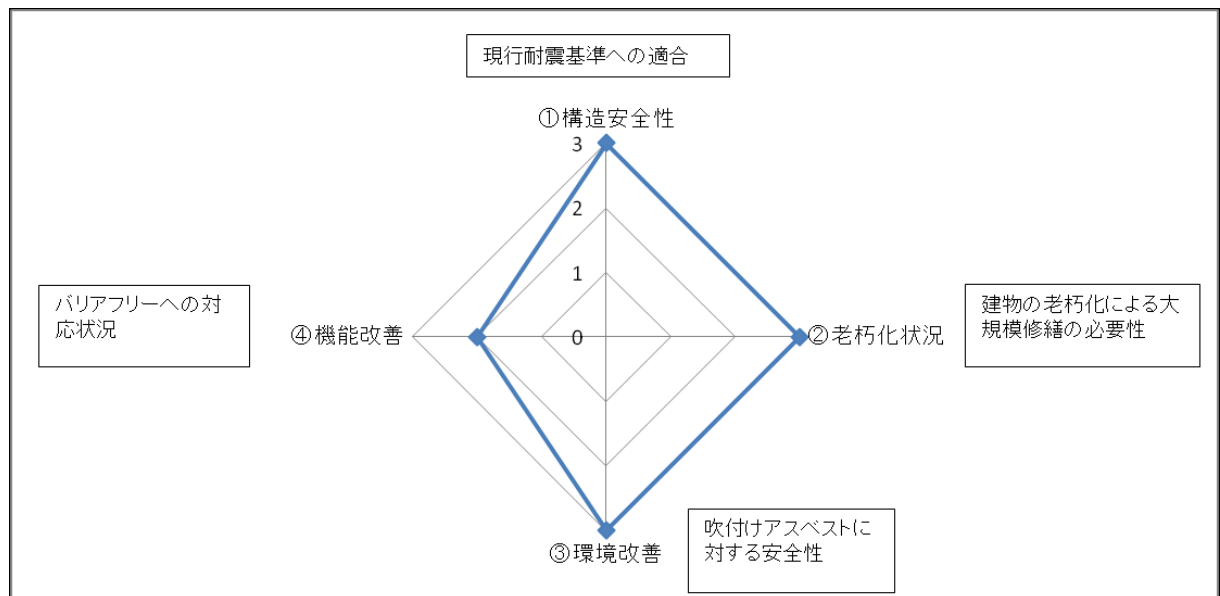 現行耐震基準への適合
①構造安全性
3
2
1
0
バリアフリーへの対
応状況
④機能改善
②老朽化状況
建物の老朽化による大
規模修繕の必要性
③環境改善
吹付けアスベストに
対する安全性